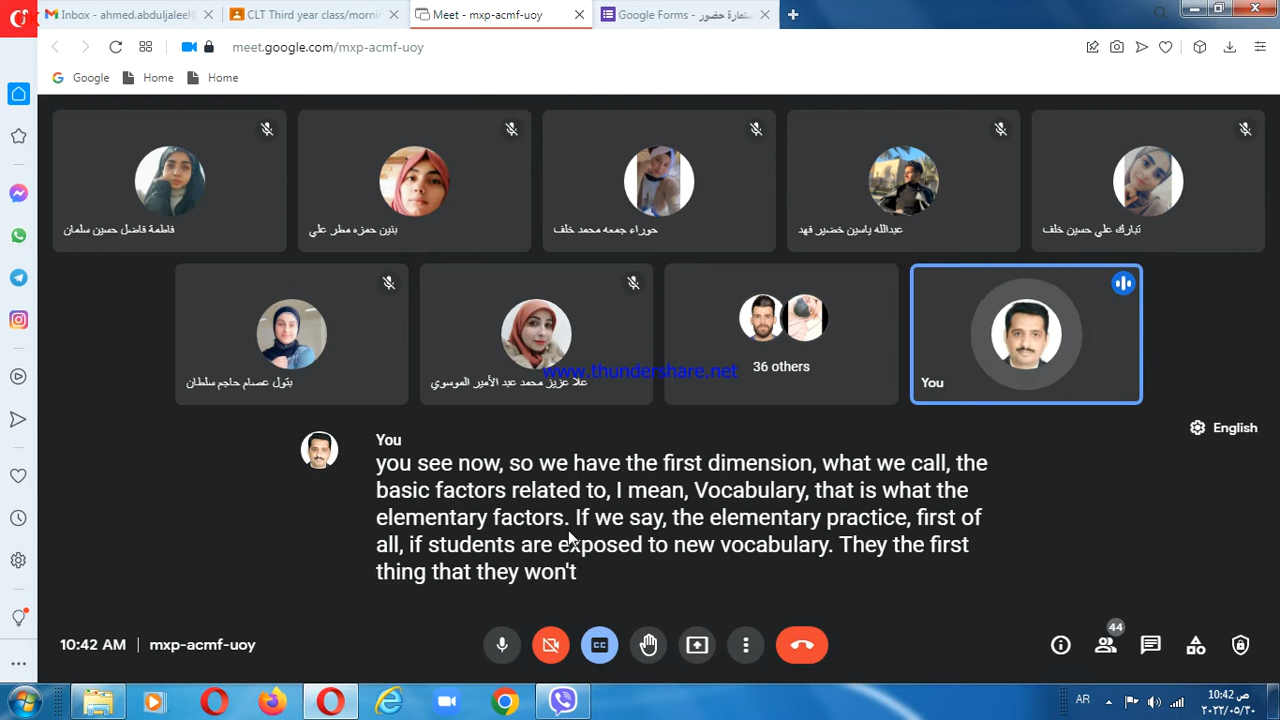 Inbox - ahmed.abduljaleel@
CLT Third year class/mornin
Meet - mxp-acmf-uoy
Google Forms - استمارة حضور
meet.google.com/mxp-acmf-uoy
Google
Home
Home
فاطمة فاضل حسين سلمان
بنين حمزه مطر علي
حوراء جمعه محمد خلف
عبدالله ياسين خضير فهد
تبارك علي حسين خلف
بتول عصام حاجم سلطان
علا عزيز محمد عبد الأمير الموسوي
36 others
You
www.thundershare.net
English
You
you see now, so we have the first dimension, what we call, the
basic factors related to, I mean, Vocabulary, that is what the
elementary factors. If we say, the elementary practice, first of
all, if students are exposed to new vocabulary. They the first
thing that they won't
10:42 AM | mxp-acmf-uoy
CC
44
AR
10:42 ص
٢٠٢٢/٠٥/٣٠